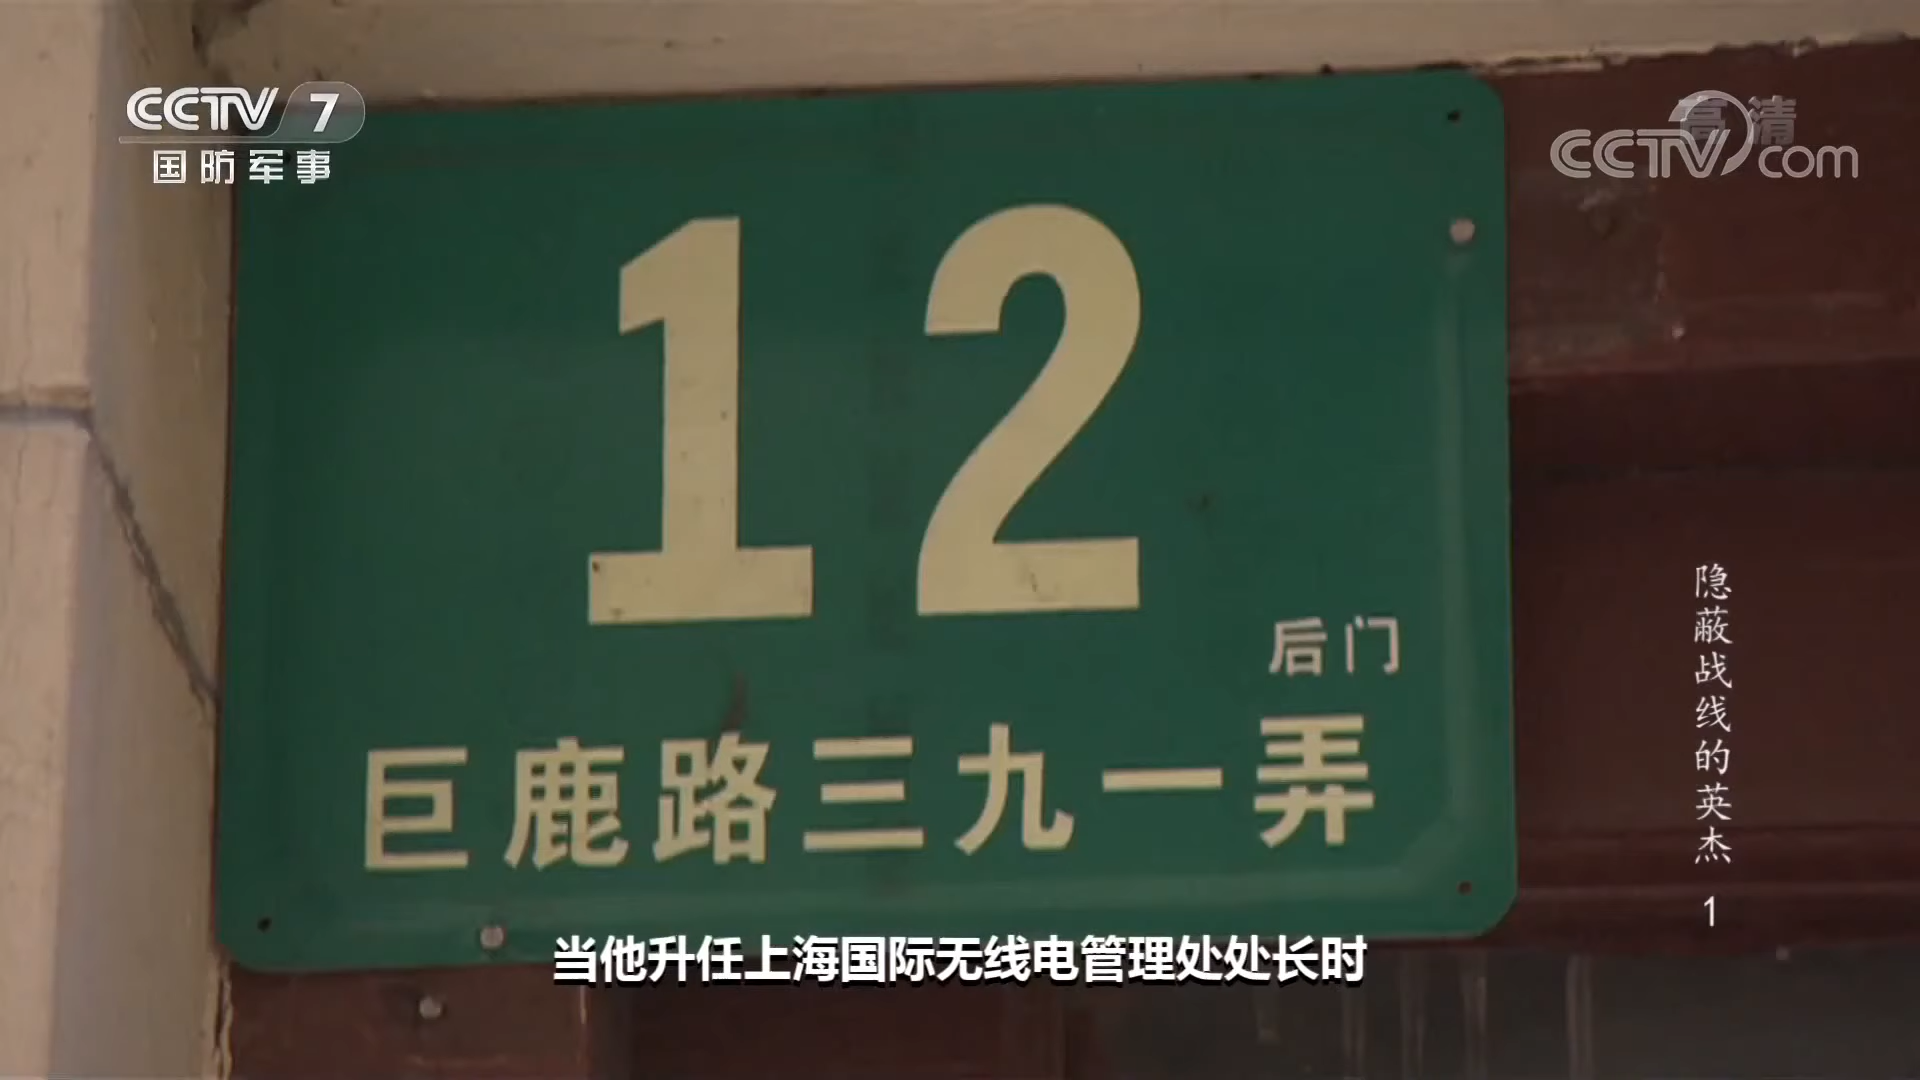 CCTV 7
国防军事
高清
CCTV.com
12
后门
巨鹿路三九一弄
隐蔽战线的英杰 1
当他升任上海国际无线电管理处处长时